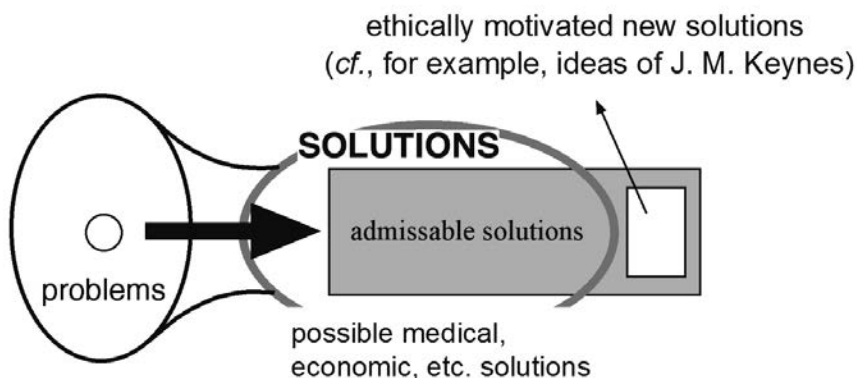 ethically motivated new solutions
(cf., for example, ideas of J. M. Keynes)
SOLUTIONS
admissable solutions
problems
possible medical,
economic, etc. solutions